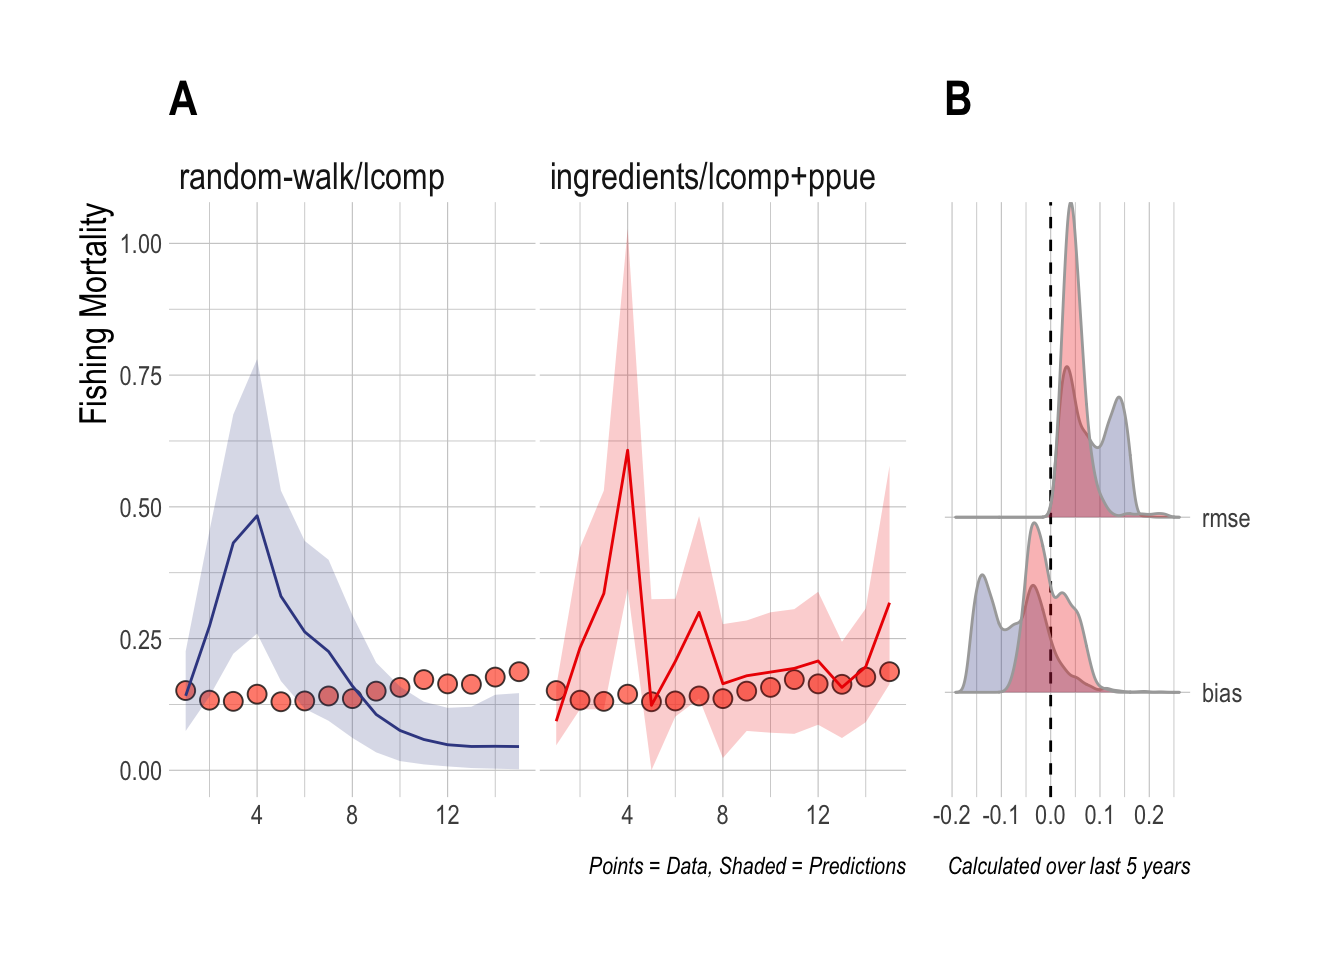 A
B
random-walk/lcomp
ingredients/lcomp+ppue
Fishing Mortality
1.00
0.75
0.50
0.25
0.00
4 8 12
4 8 12
rmse
bias
-0.2 -0.1 0.0 0.1 0.2
Points = Data, Shaded = Predictions
Calculated over last 5 years